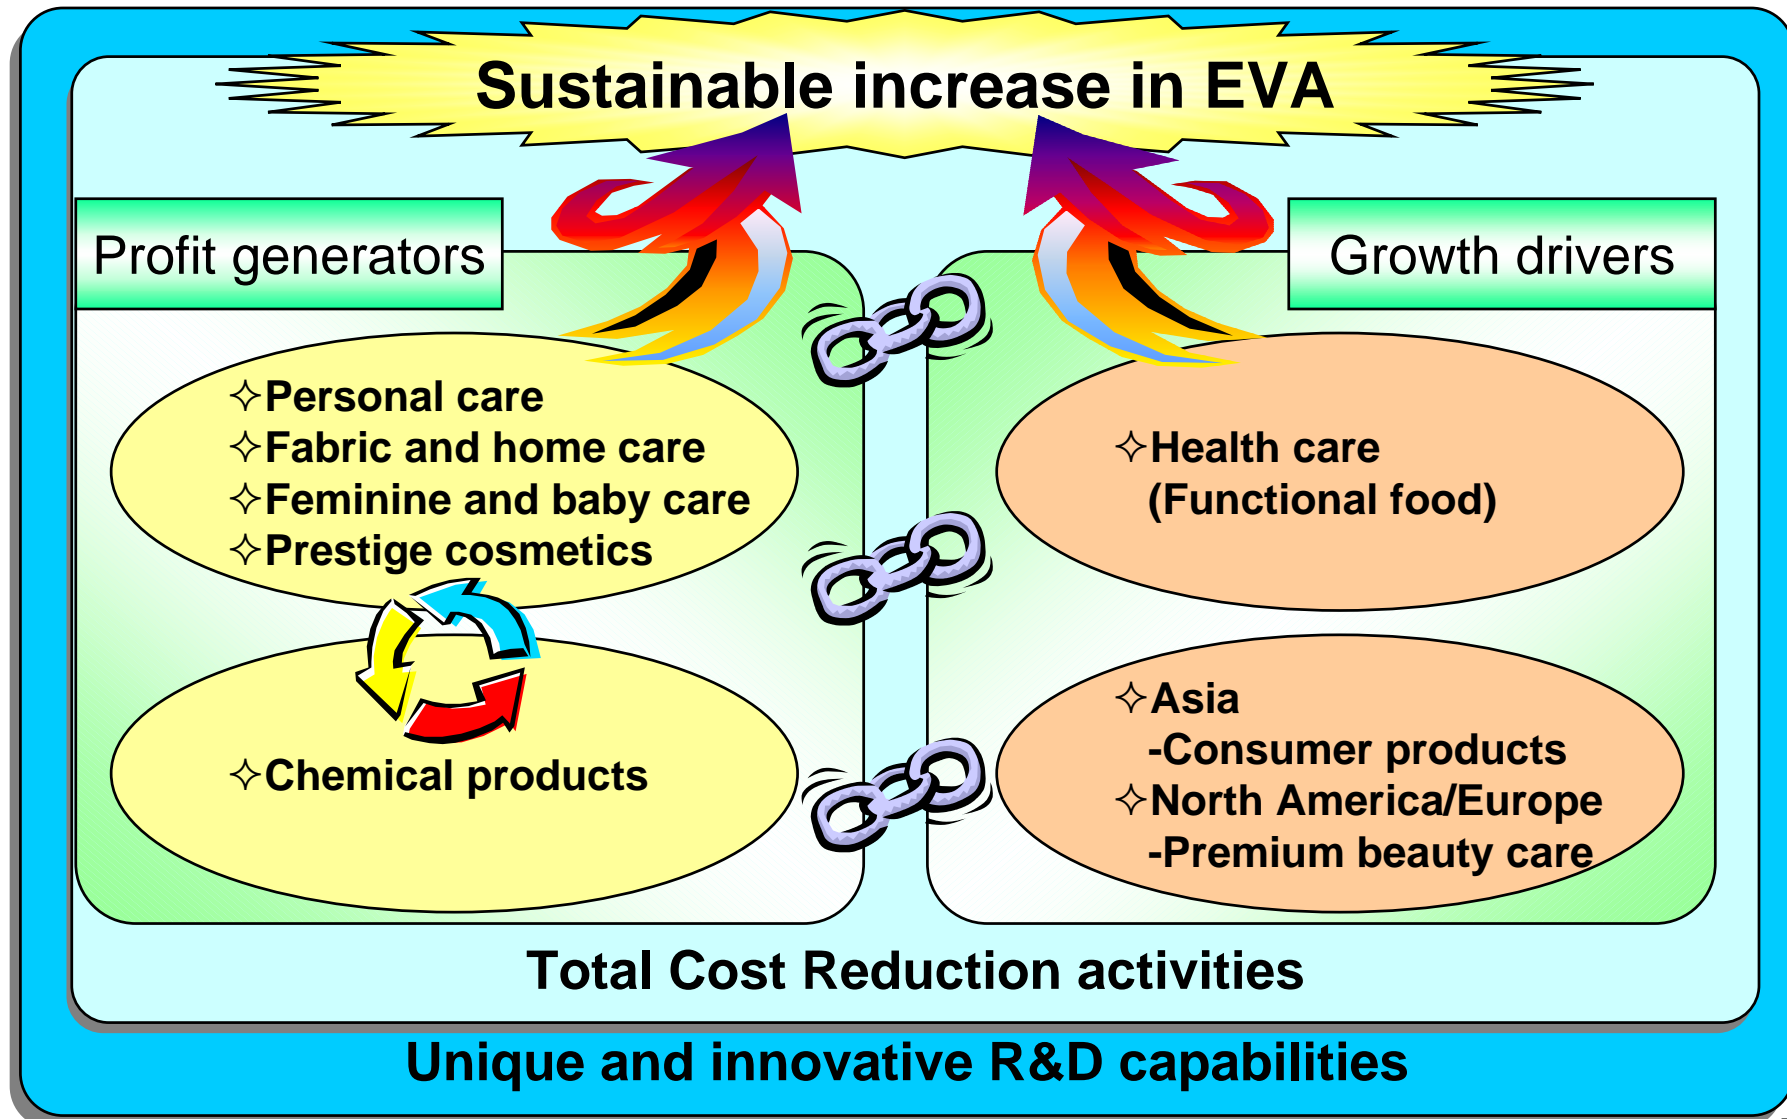 Sustainable increase in EVA
Profit generators
✧Personal care
✧Fabric and home care
✧Feminine and baby care
✧Prestige cosmetics
✧Chemical products
Growth drivers
✧Health care
(Functional food)
✧Asia
-Consumer products
✧North America/Europe
-Premium beauty care
Total Cost Reduction activities
Unique and innovative R&D capabilities